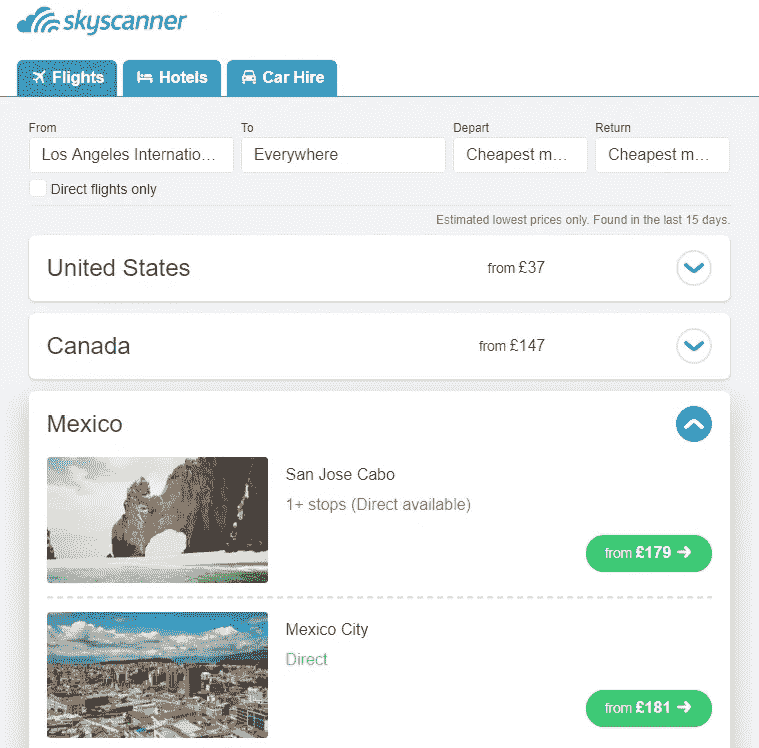 skyscanner
Flights Hotels Car Hire
From To Depart Return
Los Angeles Internatio... Everywhere Cheapest m... Cheapest m...
Direct flights only
Estimated lowest prices only. Found in the last 15 days.
United States from £37
Canada from £147
Mexico
San Jose Cabo
1+ stops (Direct available)
from £179
Mexico City
Direct
from £181